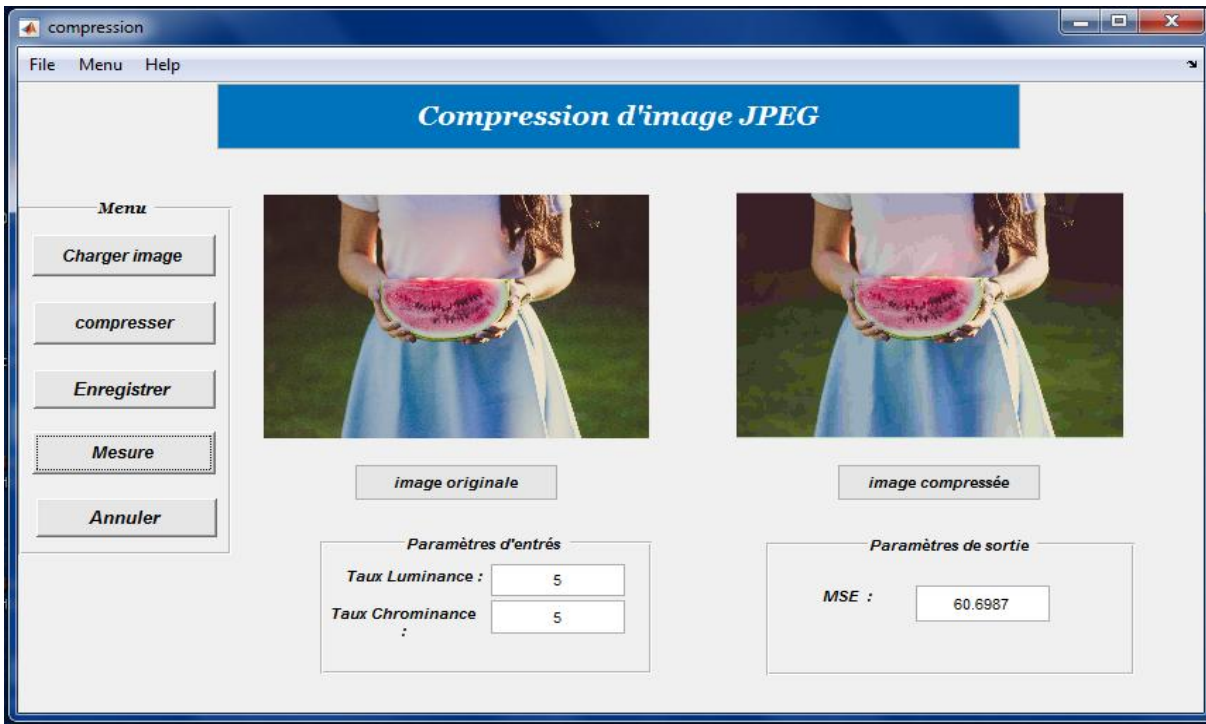 compression
File Menu Help
Compression d'image JPEG
Menu
Charger image
compresser
Enregistrer
Mesure
Annuler
image originale
image compressée
Paramètres d'entrés
Taux Luminance : 5
Taux Chrominance : 5
Paramètres de sortie
MSE : 60.6987